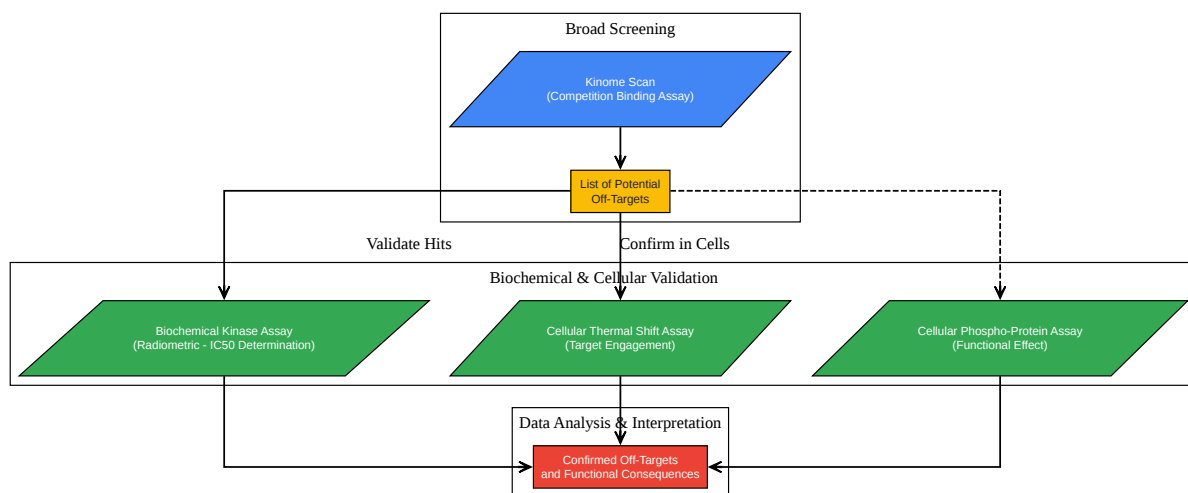 Broad Screening
Kinome Scan
(Competition Binding Assay)
List of Potential
Off-Targets
Validate Hits
Confirm in Cells
Biochemical & Cellular Validation
Biochemical Kinase Assay
(Radiometric - IC50 Determination)
Cellular Thermal Shift Assay
(Target Engagement)
Cellular Phospho-Protein Assay
(Functional Effect)
Data Analysis & Interpretation
Confirmed Off-Targets
and Functional Consequences